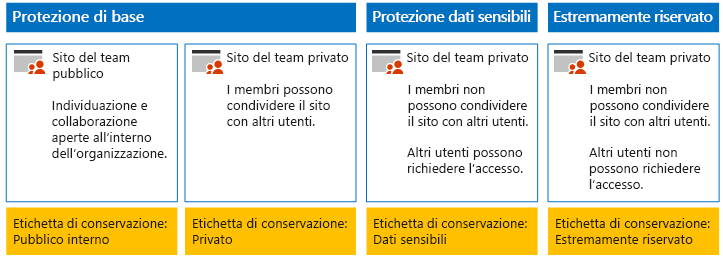 Protezione di base
Protezione dati sensibili
Estremamente riservato
Sito del team
pubblico
Individuazione e
collaborazione
aperte all'interno
dell'organizzazione.
Sito del team privato
I membri possono
condividere il sito
con altri utenti.
Sito del team privato
I membri non
possono condividere
il sito con altri utenti.
Altri utenti possono
richiedere l'accesso.
Sito del team privato
I membri non
possono condividere
il sito con altri utenti.
Altri utenti non
possono richiedere
l'accesso.
Etichetta di conservazione:
Pubblico interno
Etichetta di conservazione:
Privato
Etichetta di conservazione:
Dati sensibili
Etichetta di conservazione:
Estremamente riservato